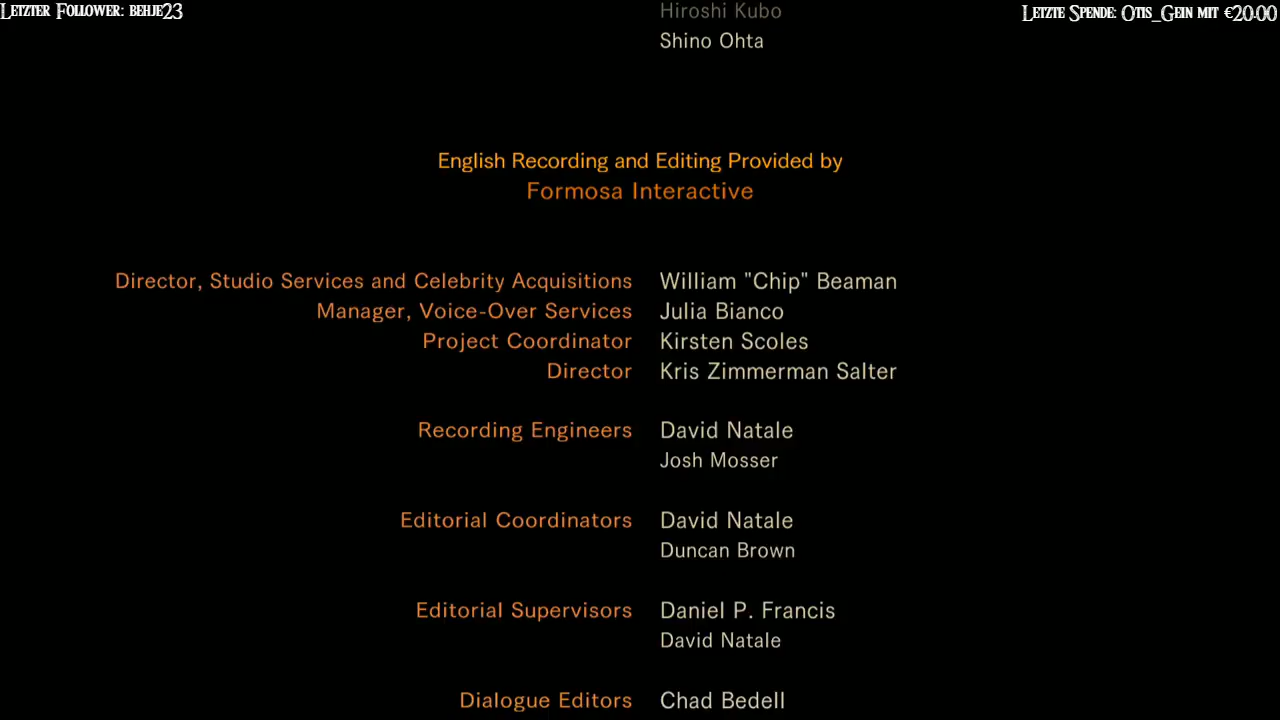 Letzter Follower: behje23
Letzte Spende: Otis_Gein mit €20.00
Hiroshi Kubo
Shino Ohta
English Recording and Editing Provided by
Formosa Interactive
Director, Studio Services and Celebrity Acquisitions William "Chip" Beaman
Manager, Voice-Over Services Julia Bianco
Project Coordinator Kirsten Scoles
Director Kris Zimmerman Salter
Recording Engineers David Natale
Josh Mosser
Editorial Coordinators David Natale
Duncan Brown
Editorial Supervisors Daniel P. Francis
David Natale
Dialogue Editors Chad Bedell